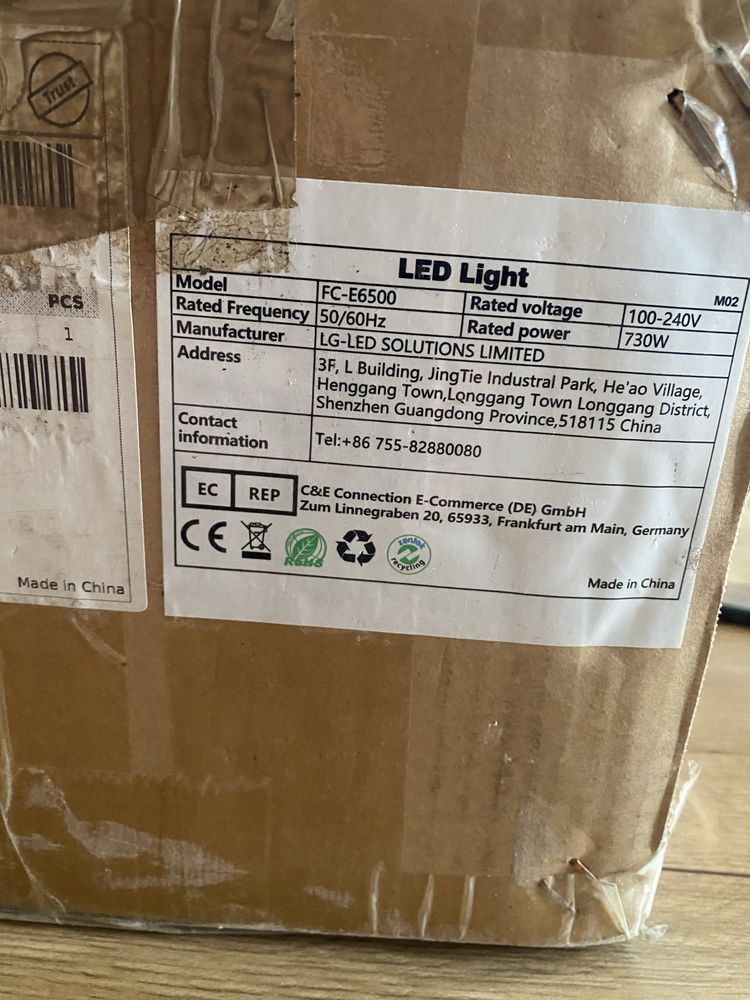 Trust
PCS
1
Made in China
LED Light
M02
Model FC-E6500 Rated voltage 100-240V
Rated Frequency 50/60Hz Rated power 730W
Manufacturer LG-LED SOLUTIONS LIMITED
Address 3F, L Building, JingTie Industral Park, He'ao Village,
Henggang Town,Longgang Town Longgang District,
Shenzhen Guangdong Province,518115 China
Contact
information Tel:+86 755-82880080
EC REP C&E Connection E-Commerce (DE) GmbH
Zum Linnegraben 20, 65933, Frankfurt am Main, Germany
CE
RoHS
zentek
recycling
Made in China